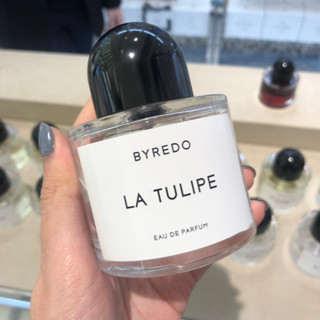 BYREDO
LA TULIPE
EAU DE PARFUM